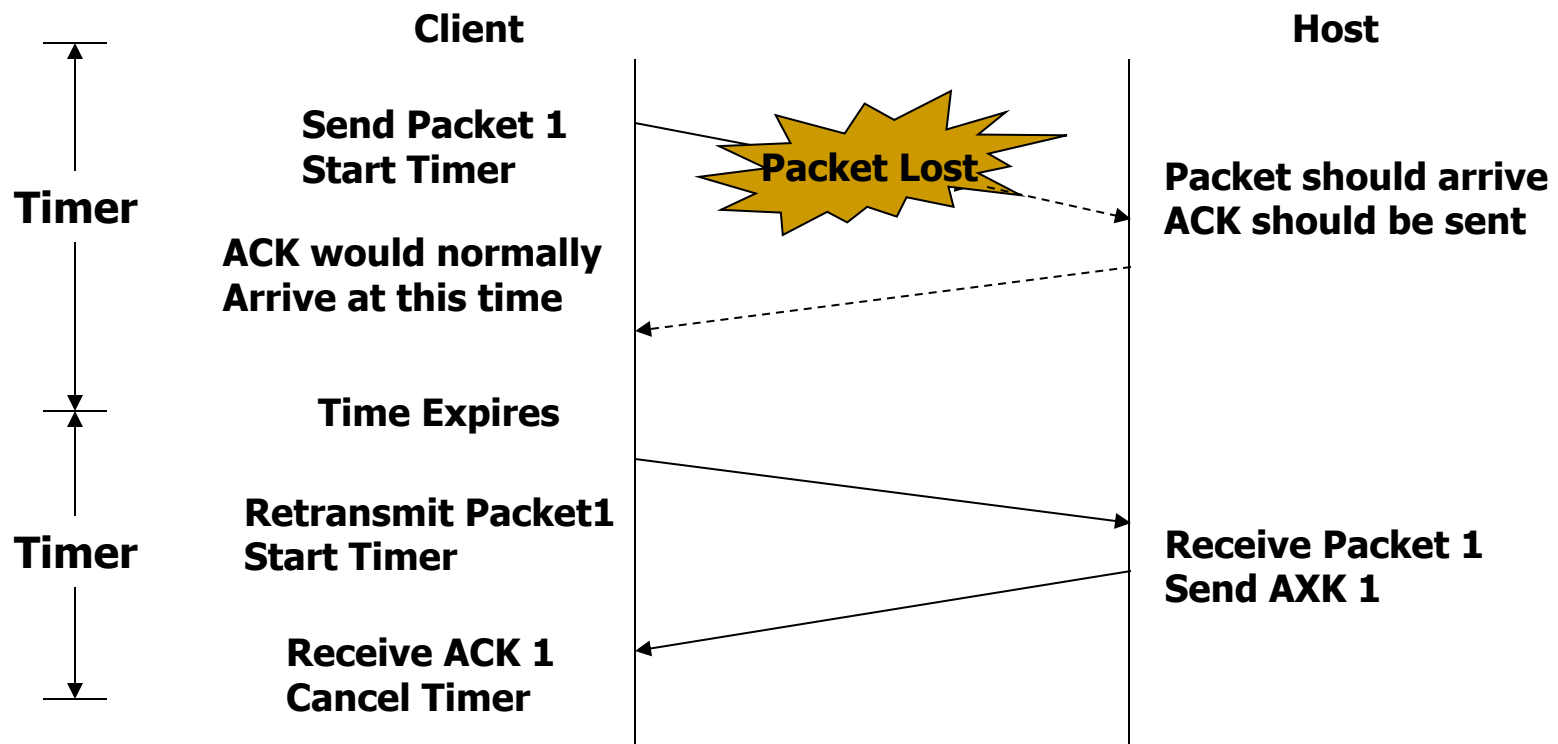 Client
Host
Send Packet 1
Start Timer
Packet Lost
Packet should arrive
ACK should be sent
Timer
ACK would normally
Arrive at this time
Time Expires
Retransmit Packet1
Start Timer
Timer
Receive Packet 1
Send AXK 1
Receive ACK 1
Cancel Timer